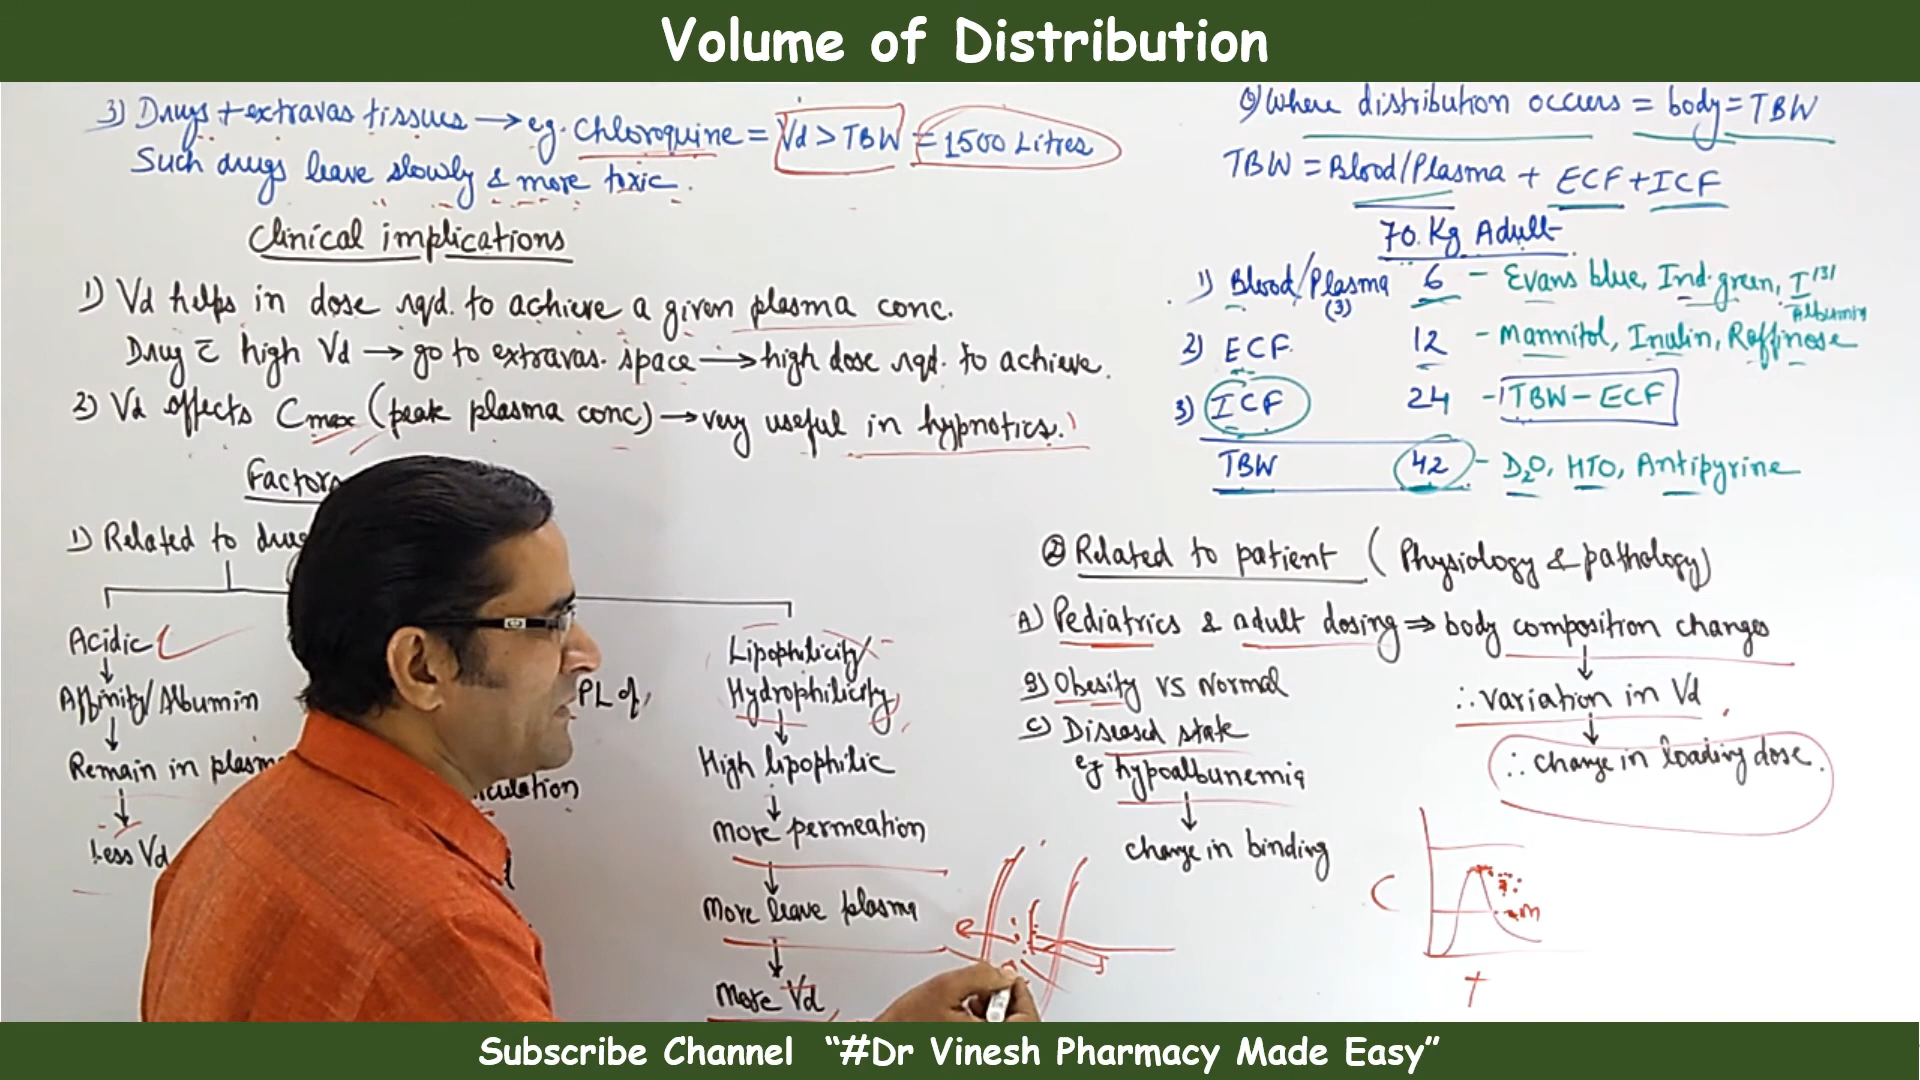 Volume of Distribution
3) Drugs + extravas tissues → eg. Chloroquine = Vd > TBW = 1500 Litres
Such drugs leave slowly & more toxic.
Clinical implications
1) Vd helps in dose rqd. to achieve a given plasma conc.
Drug c̄ high Vd → go to extravas. space → high dose rqd. to achieve.
2) Vd affects Cmax (peak plasma conc) → very useful in hypnotics.
Factors
1) Related to drug
Acidic
↓
Affinity/Albumin
↓
Remain in plasma
↓
Less Vd
PL of
Lipophilicity
Hydrophilicity
↓
High lipophilic
↓
More permeation
↓
More leave plasma
↓
More Vd
Where distribution occurs = body = TBW
TBW = Blood/Plasma + ECF + ICF
70. Kg Adult
1) Blood/Plasma 6 - Evans blue, Ind. green, I131
(3) Albumin
2) ECF. 12 - Mannitol, Inulin, Raffinose
3) ICF 24 - TBW - ECF
TBW 42 - D2O, HTO, Antipyrine
② Related to patient (Physiology & pathology)
A) Pediatrics & adult dosing ⇒ body composition changes
↓
∴ variation in Vd
↓
∴ change in loading dose.
B) Obesity VS Normal
C) Diseased state
eg hypoalbunemia
↓
change in binding
C
m
T
Subscribe Channel “#Dr Vinesh Pharmacy Made Easy”